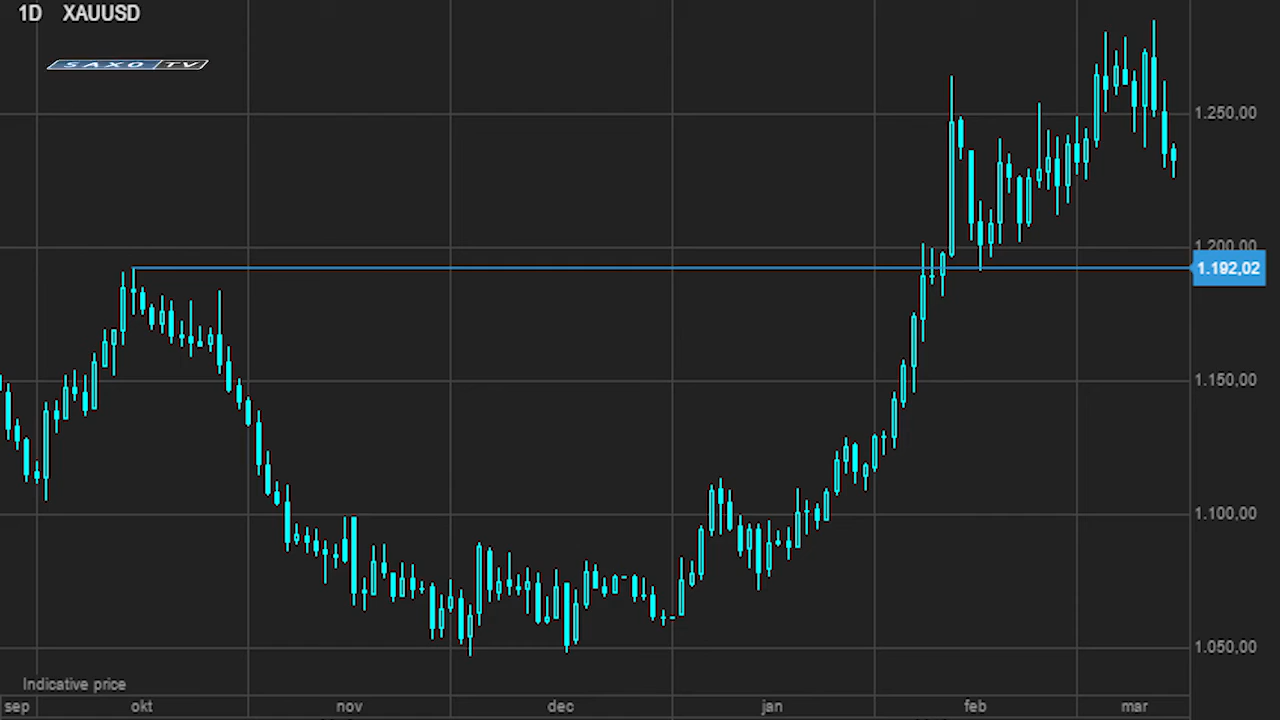 1D XAUUSD
SAXO TV
1.250,00
1.200,00
1.192,02
1.150,00
1.100,00
1.050,00
Indicative price
sep okt nov dec jan feb mar